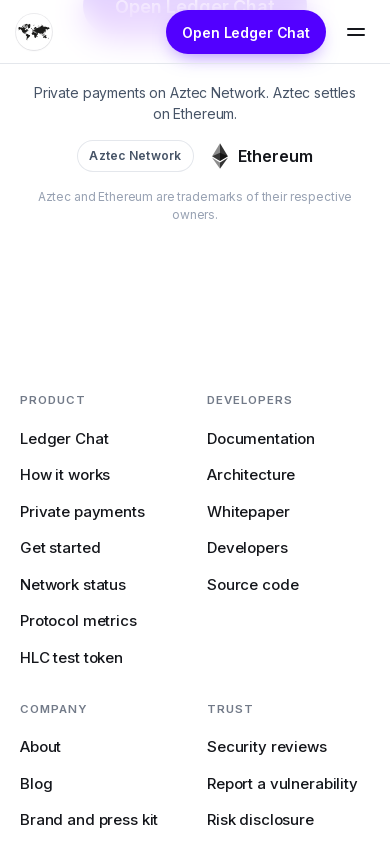 Open Ledger Chat
Open Ledger Chat
Private payments on Aztec Network. Aztec settles
on Ethereum.
Aztec Network
Ethereum
Aztec and Ethereum are trademarks of their respective
owners.
PRODUCT
Ledger Chat
How it works
Private payments
Get started
Network status
Protocol metrics
HLC test token
DEVELOPERS
Documentation
Architecture
Whitepaper
Developers
Source code
COMPANY
About
Blog
Brand and press kit
TRUST
Security reviews
Report a vulnerability
Risk disclosure